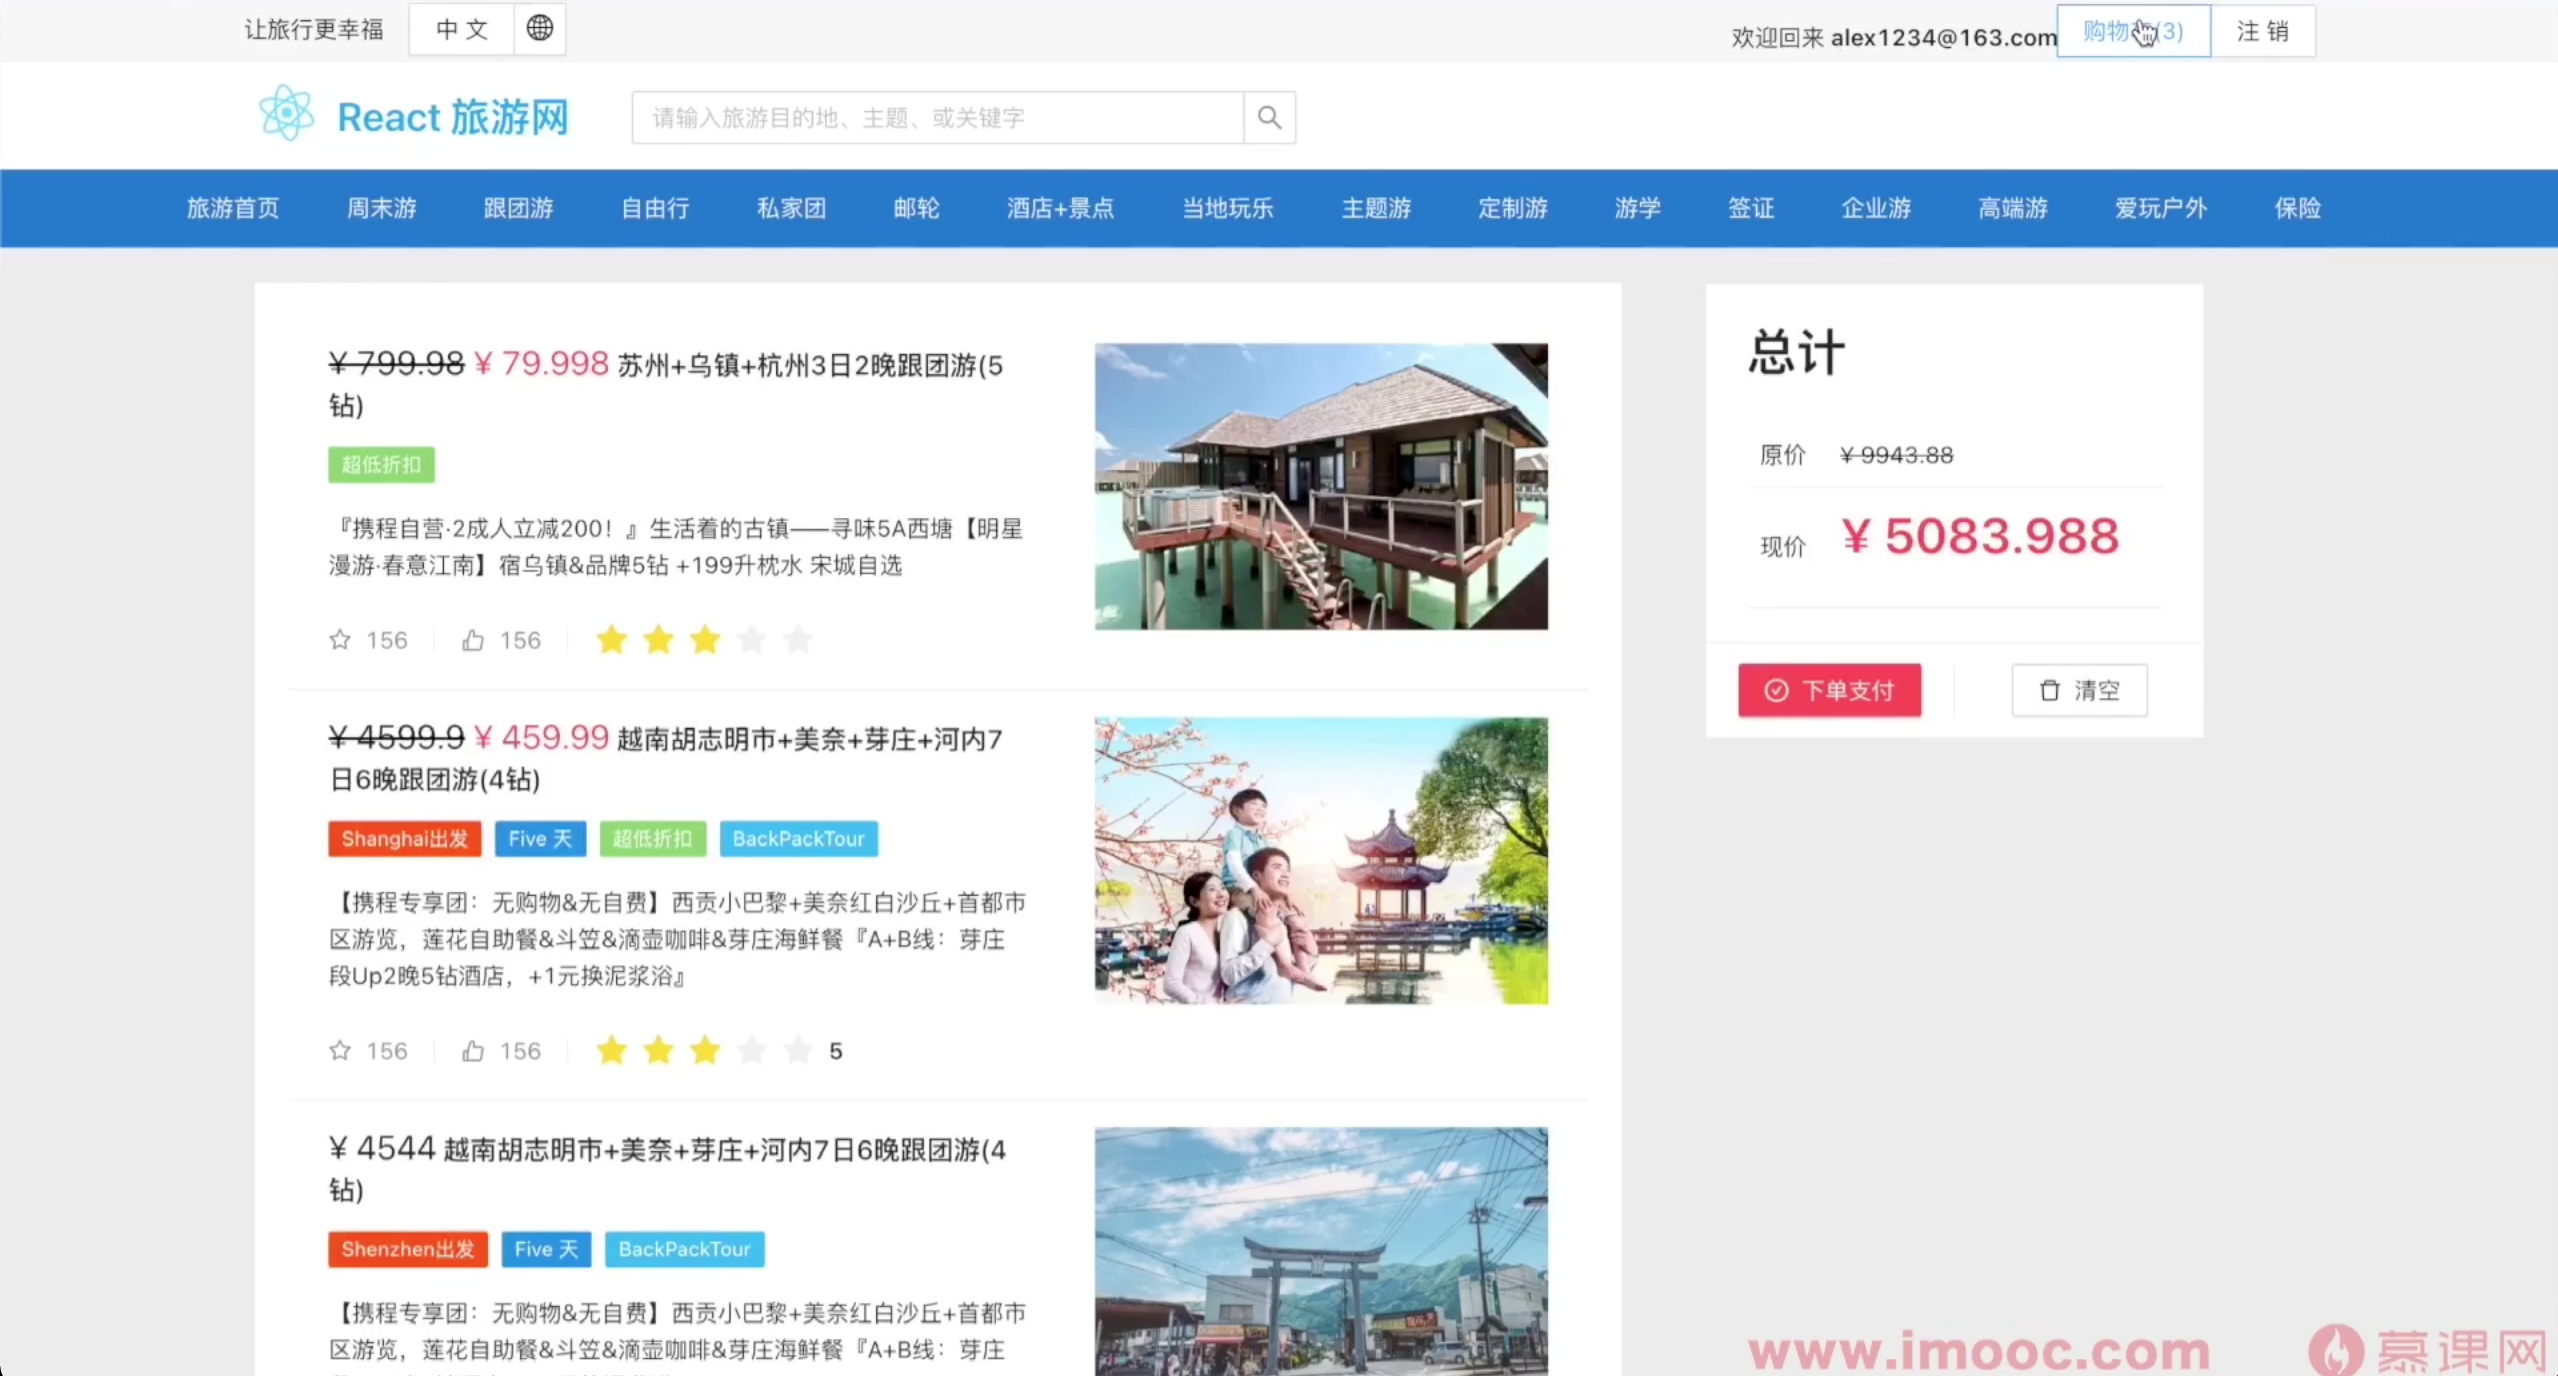 让旅行更幸福
中文
欢迎回来 alex1234@163.com
购物 (3)
注销
React 旅游网
请输入旅游目的地、主题、或关键字
旅游首页 周末游 跟团游 自由行 私家团 邮轮 酒店+景点 当地玩乐 主题游 定制游 游学 签证 企业游 高端游 爱玩户外 保险
¥ 799.98 ¥ 79.998 苏州+乌镇+杭州3日2晚跟团游(5
钻)
超低折扣
『携程自营·2成人立减200！』生活着的古镇——寻味5A西塘【明星
漫游·春意江南】宿乌镇&品牌5钻 +199升枕水 宋城自选
156 156
¥ 4599.9 ¥ 459.99 越南胡志明市+美奈+芽庄+河内7
日6晚跟团游(4钻)
Shanghai出发 Five 天 超低折扣 BackPackTour
【携程专享团：无购物&无自费】西贡小巴黎+美奈红白沙丘+首都市
区游览，莲花自助餐&斗笠&滴壶咖啡&芽庄海鲜餐『A+B线：芽庄
段Up2晚5钻酒店，+1元换泥浆浴』
156 156 5
¥ 4544 越南胡志明市+美奈+芽庄+河内7日6晚跟团游(4
钻)
Shenzhen出发 Five 天 BackPackTour
【携程专享团：无购物&无自费】西贡小巴黎+美奈红白沙丘+首都市
区游览，莲花自助餐&斗笠&滴壶咖啡&芽庄海鲜餐『A+B线：芽庄
总计
原价 ¥ 9943.88
现价 ¥ 5083.988
下单支付 清空
www.imooc.com 慕课网